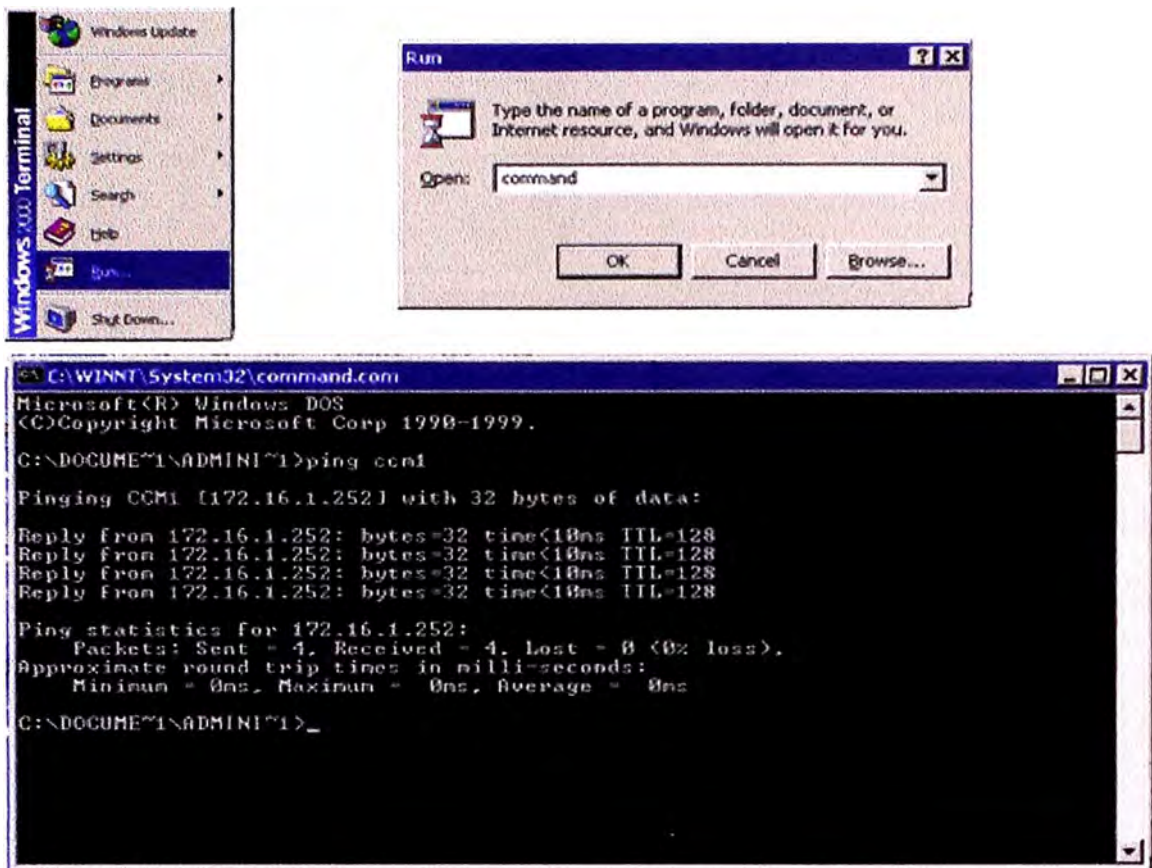 Windows Update
Programs
Documents
Settings
Search
Help
Run...
Shut Down...
Windows 2000 Terminal
Run
Type the name of a program, folder, document, or
Internet resource, and Windows will open it for you.
Open: command
OK Cancel Browse...
C:\WINNT\System32\command.com
Microsoft(R) Windows DOS
(C)Copyright Microsoft Corp 1990-1999.
C:\DOCUME~1\ADMINI~1>ping ccm1
Pinging CCM1 [172.16.1.252] with 32 bytes of data:
Reply from 172.16.1.252: bytes=32 time<10ms TTL=128
Reply from 172.16.1.252: bytes=32 time<10ms TTL=128
Reply from 172.16.1.252: bytes=32 time<10ms TTL=128
Reply from 172.16.1.252: bytes=32 time<10ms TTL=128
Ping statistics for 172.16.1.252:
Packets: Sent = 4, Received = 4, Lost = 0 (0% loss),
Approximate round trip times in milli-seconds:
Minimum = 0ms, Maximum = 0ms, Average = 0ms
C:\DOCUME~1\ADMINI~1>_